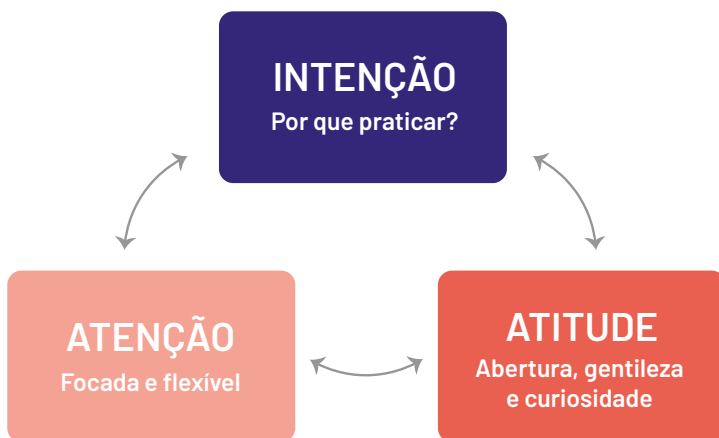 INTENÇÃO
Por que praticar?
ATENÇÃO
Focada e flexível
ATITUDE
Abertura, gentileza
e curiosidade